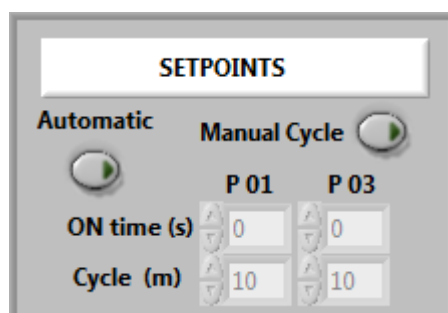 SETPOINTS
Automatic
Manual Cycle
P 01 P 03
ON time (s) 0 0
Cycle (m) 10 10